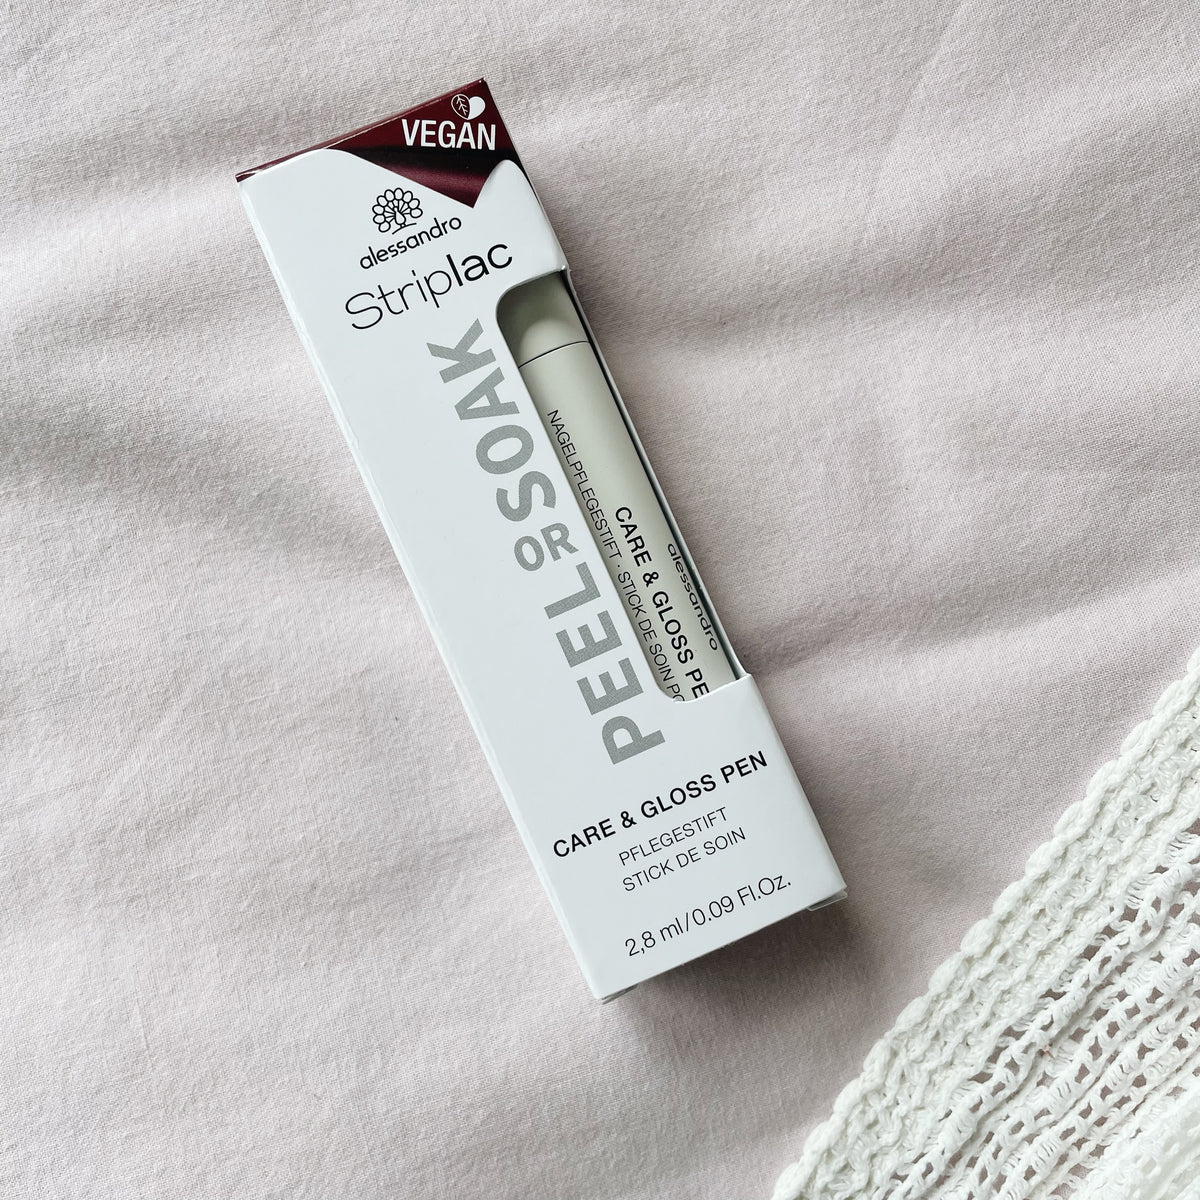 VEGAN
alessandro
Striplac
PEEL OR SOAK
CARE & GLOSS PEN
PFLEGESTIFT
STICK DE SOIN
2,8 ml/0.09 Fl.Oz.
alessandro
CARE & GLOSS PE
NAGELPFLEGESTIFT · STICK DE SOIN PO